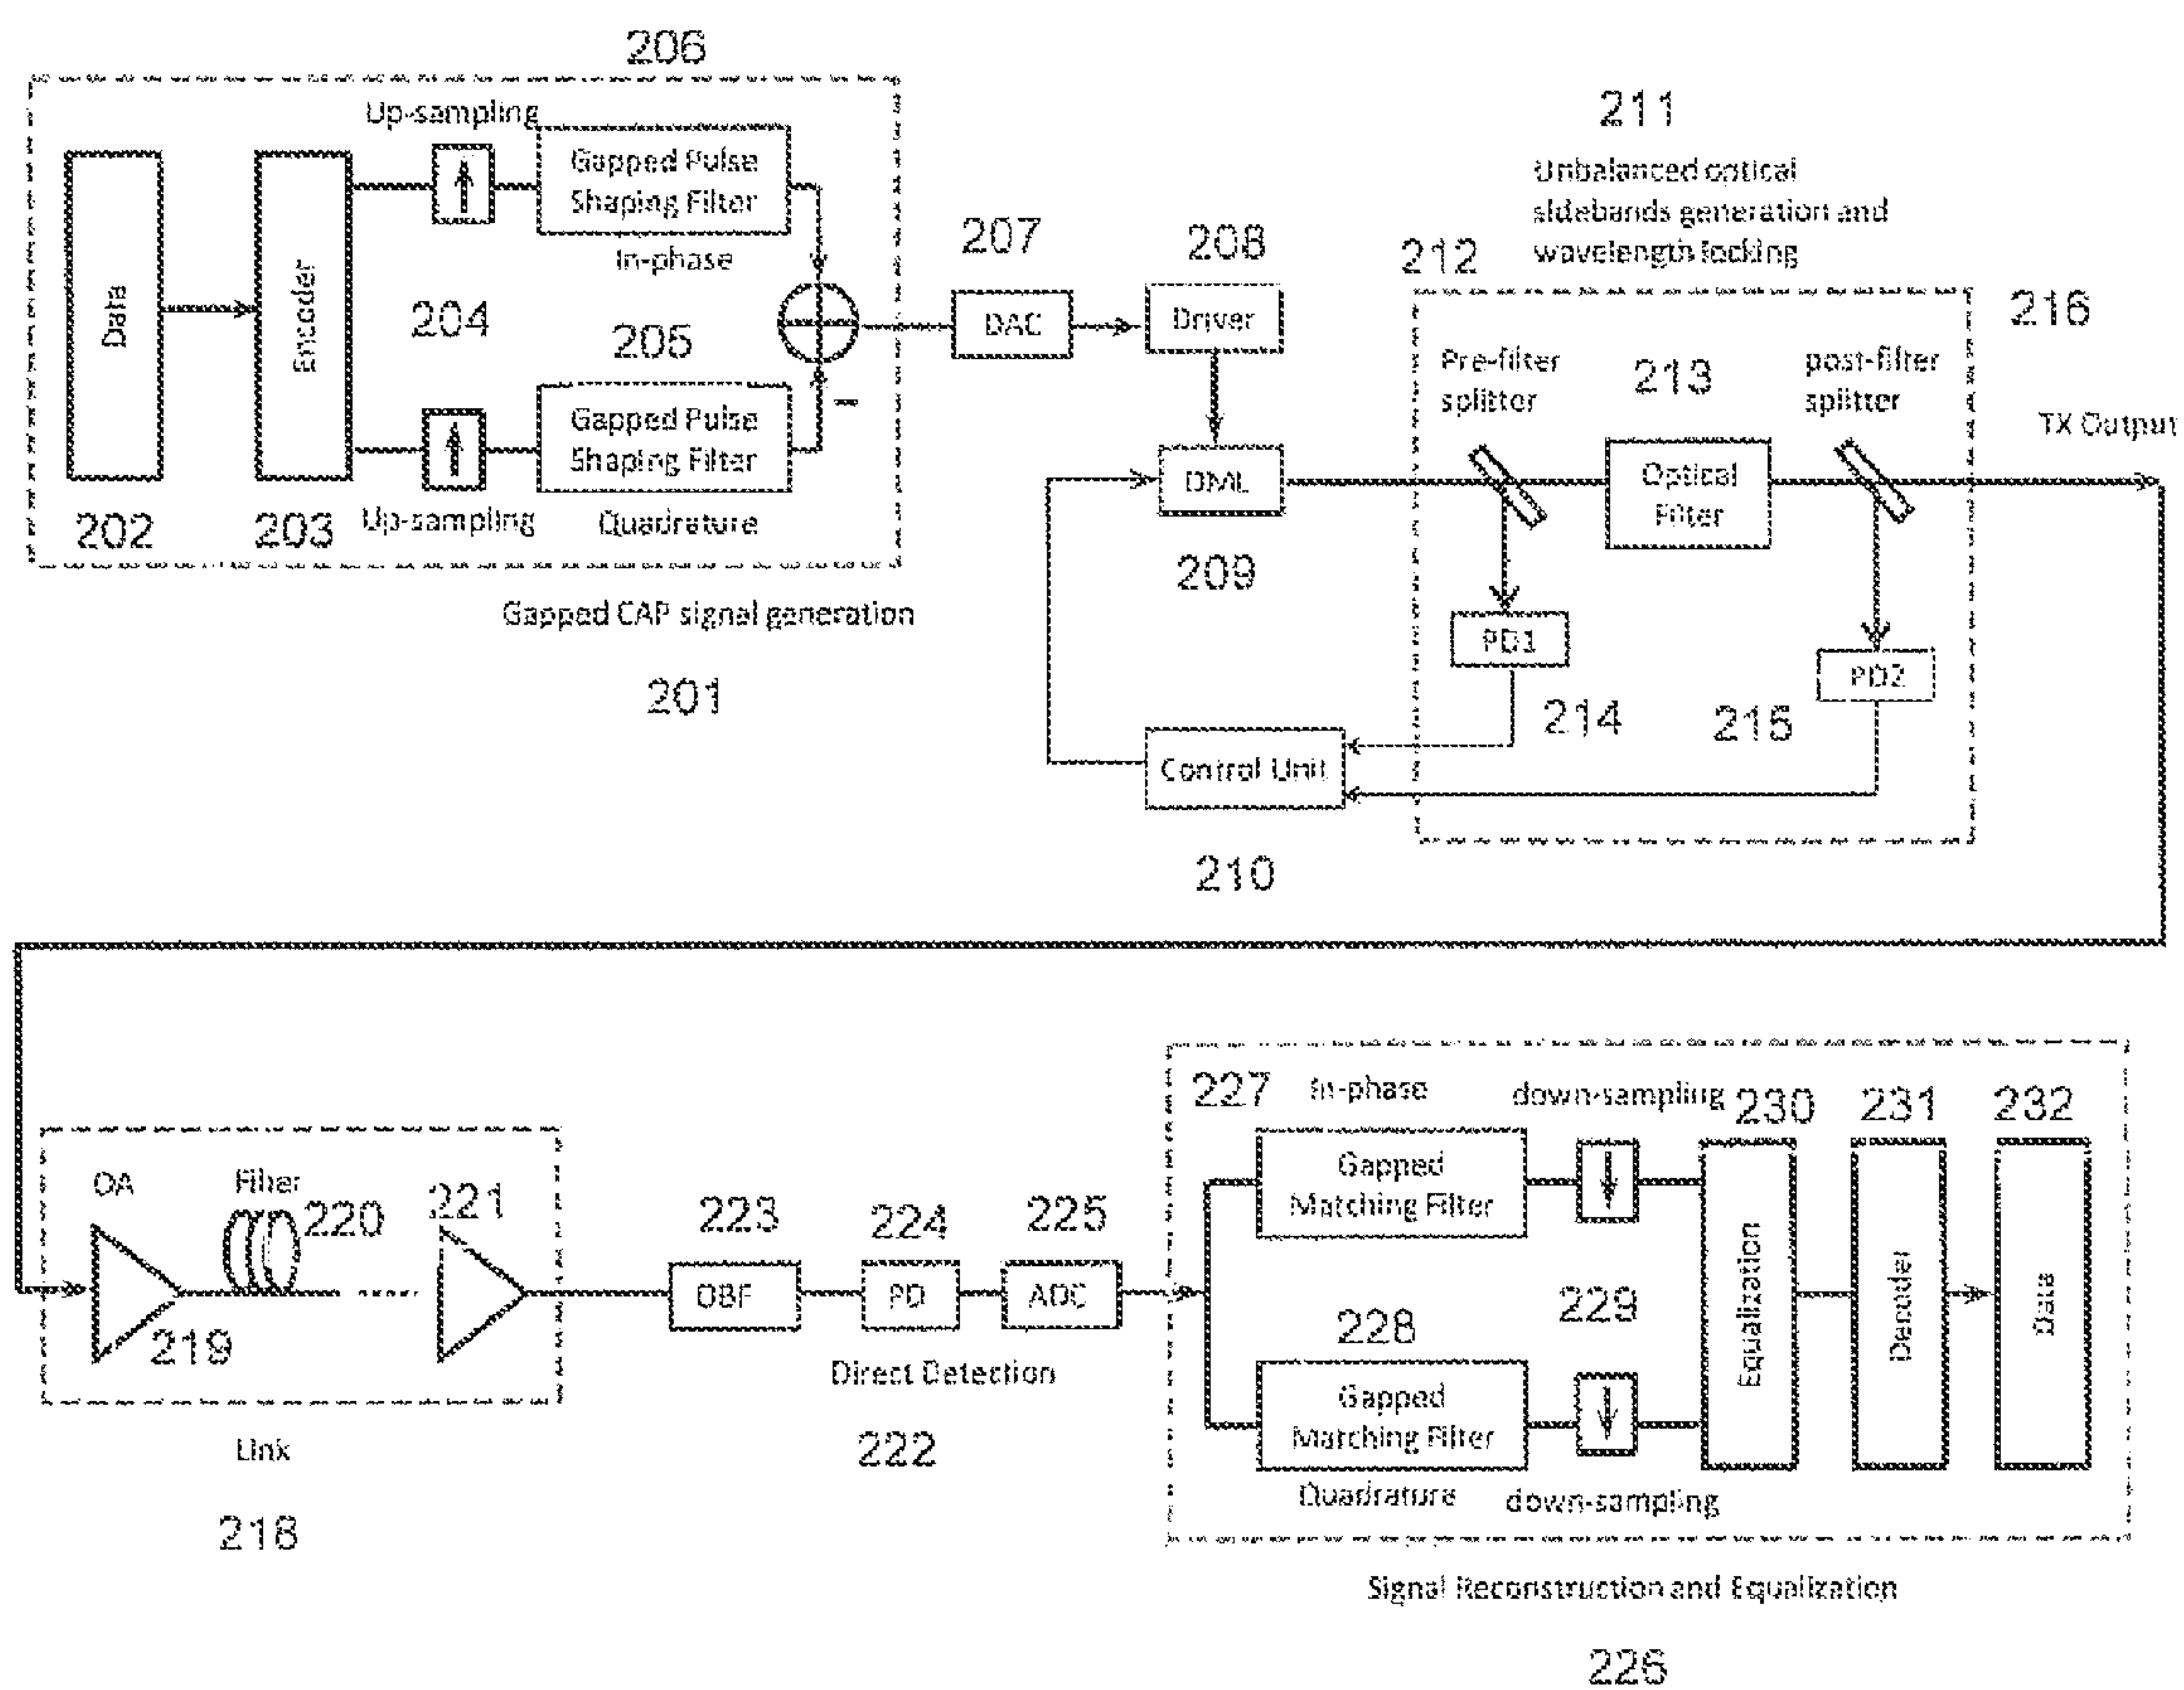 206
Up-sampling
Gapped Pulse
Shaping Filter
In-phase
Data
Encoder
204
205
Gapped Pulse
Shaping Filter
–
202
203
Up-sampling
Quadrature
Gapped CAP signal generation
201
207
DAC
208
Driver
DML
209
Control Unit
210
211
Unbalanced optical
sidebands generation and
wavelength locking
212
Pre-filter
splitter
213
Optical
Filter
post-filter
splitter
216
TX Output
PD1
214
PD2
215
OA
Fiber
220
221
219
Link
218
223
OBF
224
PD
225
ADC
Direct Detection
222
227
In-phase
down-sampling
230
231
232
Gapped
Matching Filter
229
228
Gapped
Matching Filter
Quadrature
down-sampling
Equalization
Decoder
Data
Signal Reconstruction and Equalization
226